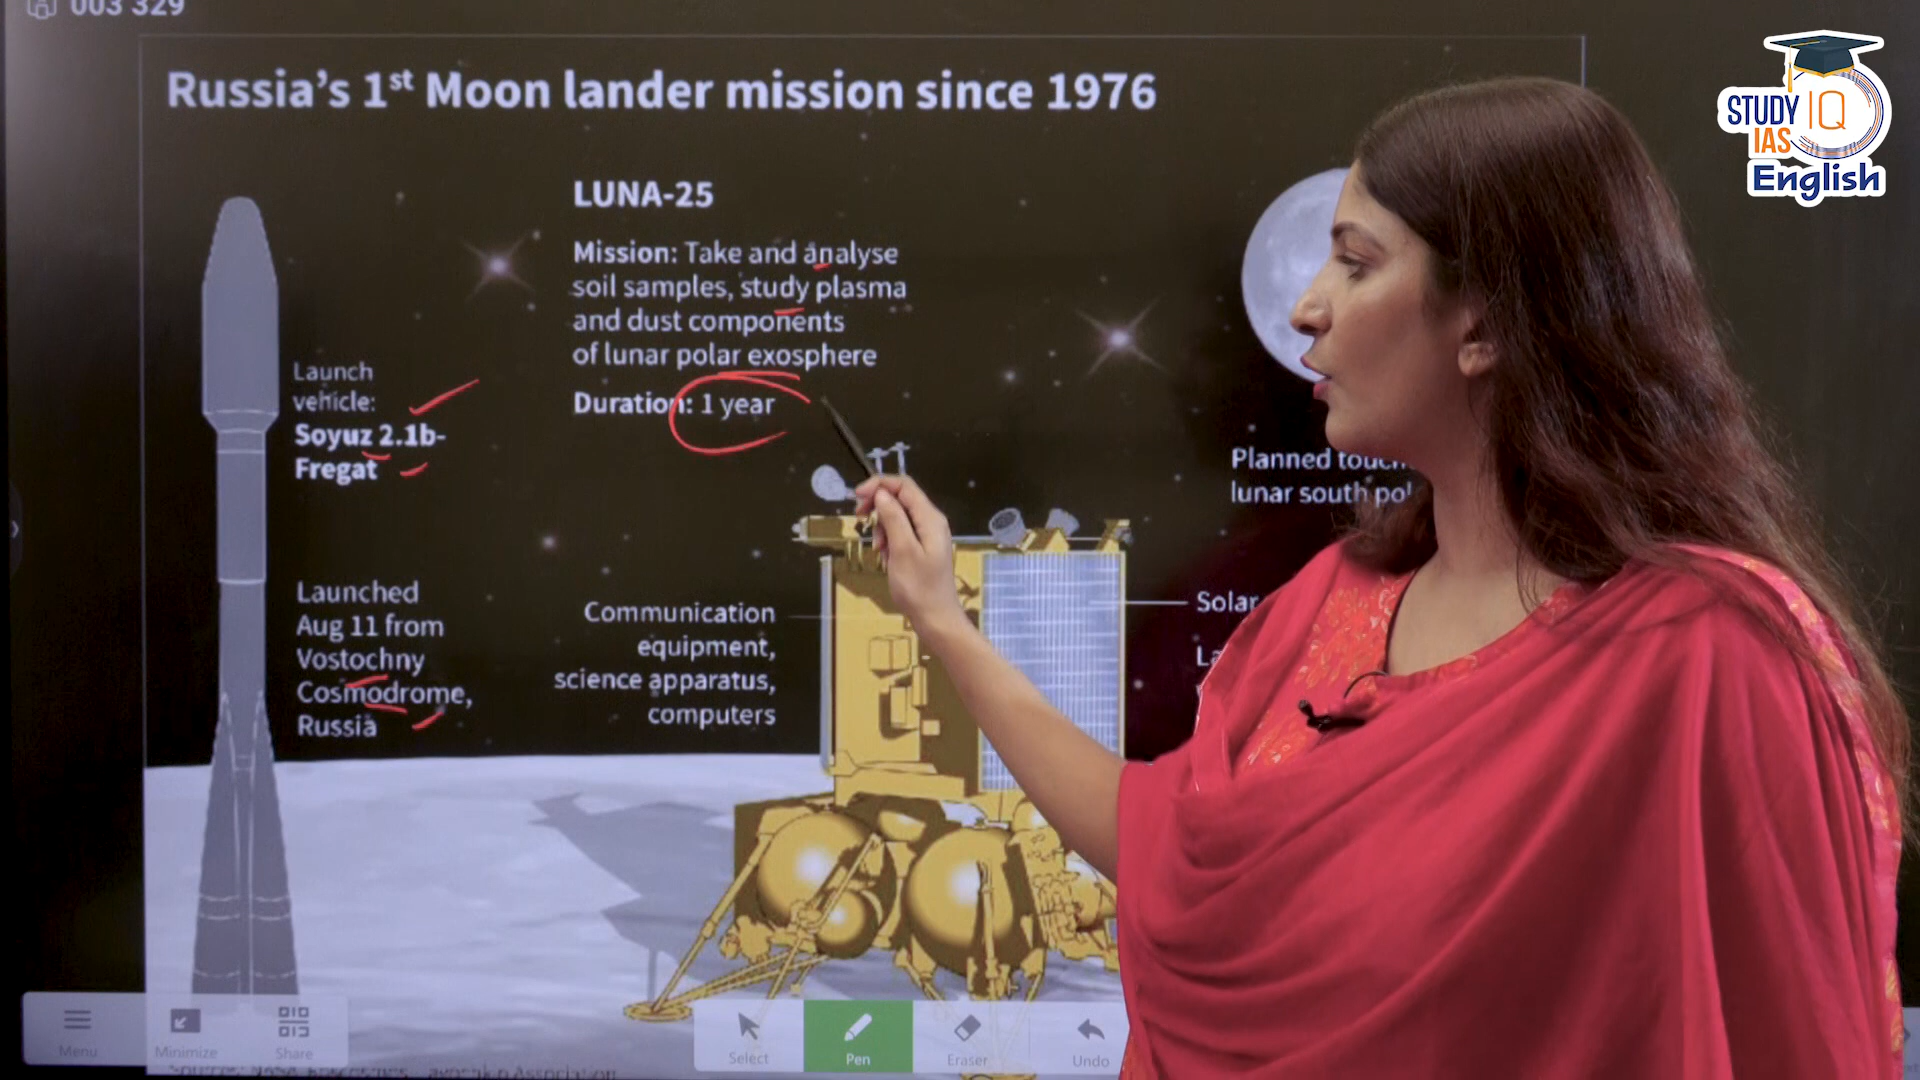 003 329
Russia's 1st Moon lander mission since 1976
STUDY IQ
IAS
English
LUNA-25
Mission: Take and analyse
soil samples, study plasma
and dust components
of lunar polar exosphere
Duration: 1 year
Launch
vehicle:
Soyuz 2.1b-
Fregat
Planned
lunar south
Launched
Aug 11 from
Vostochny
Cosmodrome,
Russia
Communication
equipment,
science apparatus,
computers
Solar
Menu
Minimize
Share
Select
Pen
Eraser
Undo